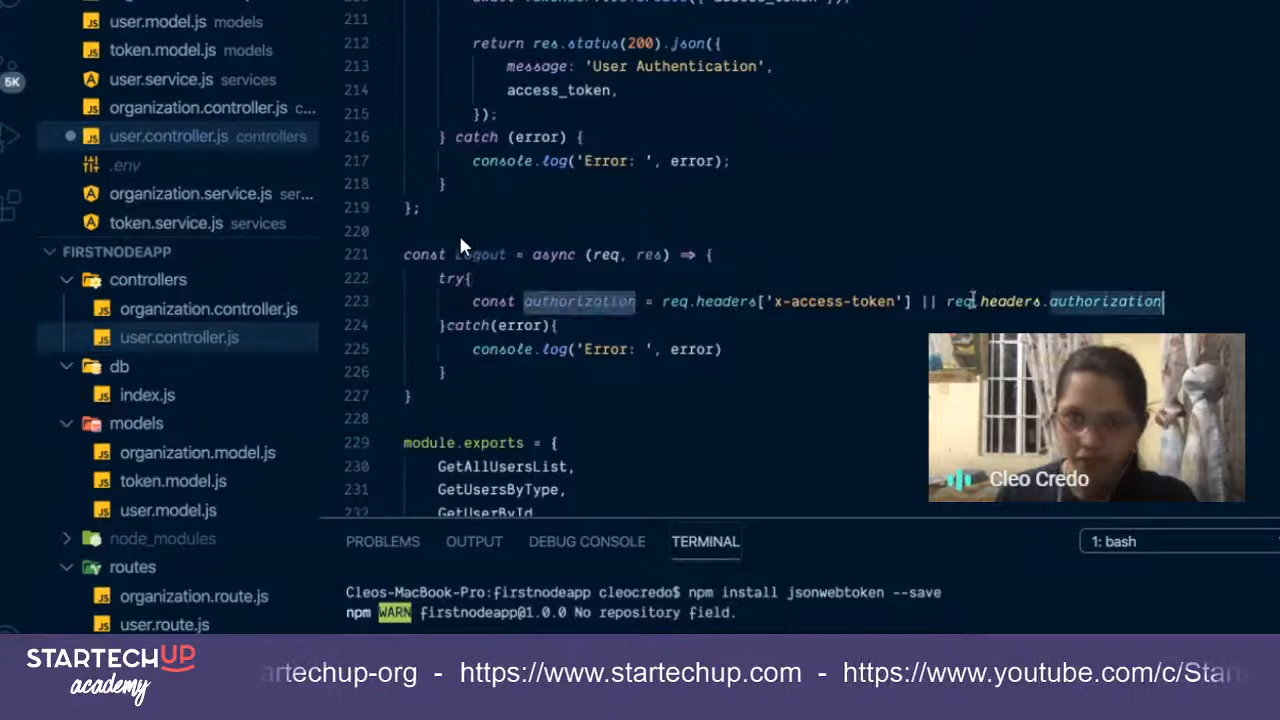 user.model.js models
token.model.js models
user.service.js services
organization.controller.js c...
user.controller.js controllers
.env
organization.service.js ser...
token.service.js services
5K
FIRSTNODEAPP
controllers
organization.controller.js
user.controller.js
db
index.js
models
organization.model.js
token.model.js
user.model.js
node_modules
routes
organization.route.js
user.route.js
211
212 return res.status(200).json({
213 message: 'User Authentication',
214 access_token,
215 });
216 } catch (error) {
217 console.log('Error: ', error);
218 }
219 };
220
221 const Logout = async (req, res) => {
222 try{
223 const authorization = req.headers['x-access-token'] || req.headers.authorization
224 }catch(error){
225 console.log('Error: ', error)
226 }
227 }
228
229 module.exports = {
230 GetAllUsersList,
231 GetUsersByType,
232 GetUserById
Cleo Credo
PROBLEMS OUTPUT DEBUG CONSOLE TERMINAL 1: bash
Cleos-MacBook-Pro:firstnodeapp cleocredo$ npm install jsonwebtoken --save
npm WARN firstnodeapp@1.0.0 No repository field.
STARTECHUP
academy
artechup-org - https://www.startechup.com - https://www.youtube.com/c/Star